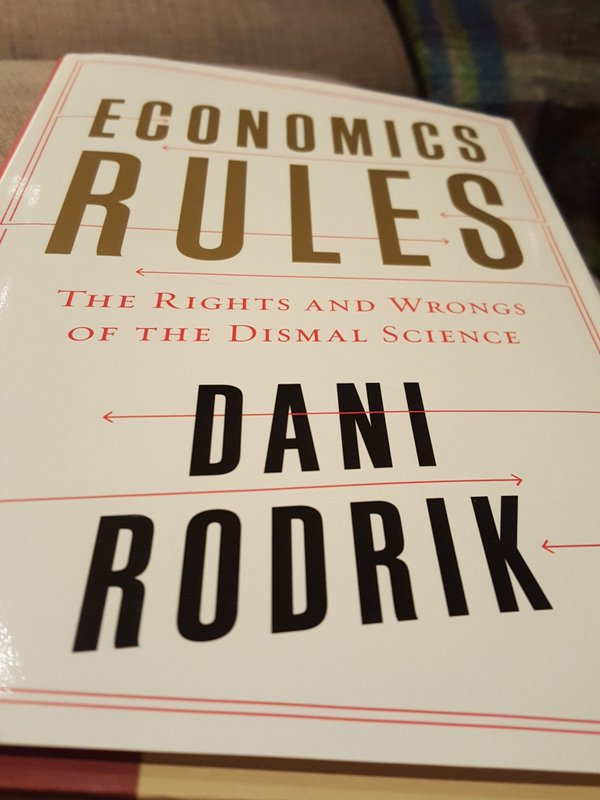 ECONOMICS
RULES
THE RIGHTS AND WRONGS
OF THE DISMAL SCIENCE
DANI
RODRIK